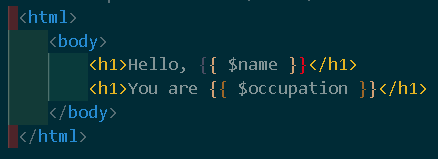 <html>
<body>
<h1>Hello, {{ $name }}</h1>
<h1>You are {{ $occupation }}</h1>
</body>
</html>